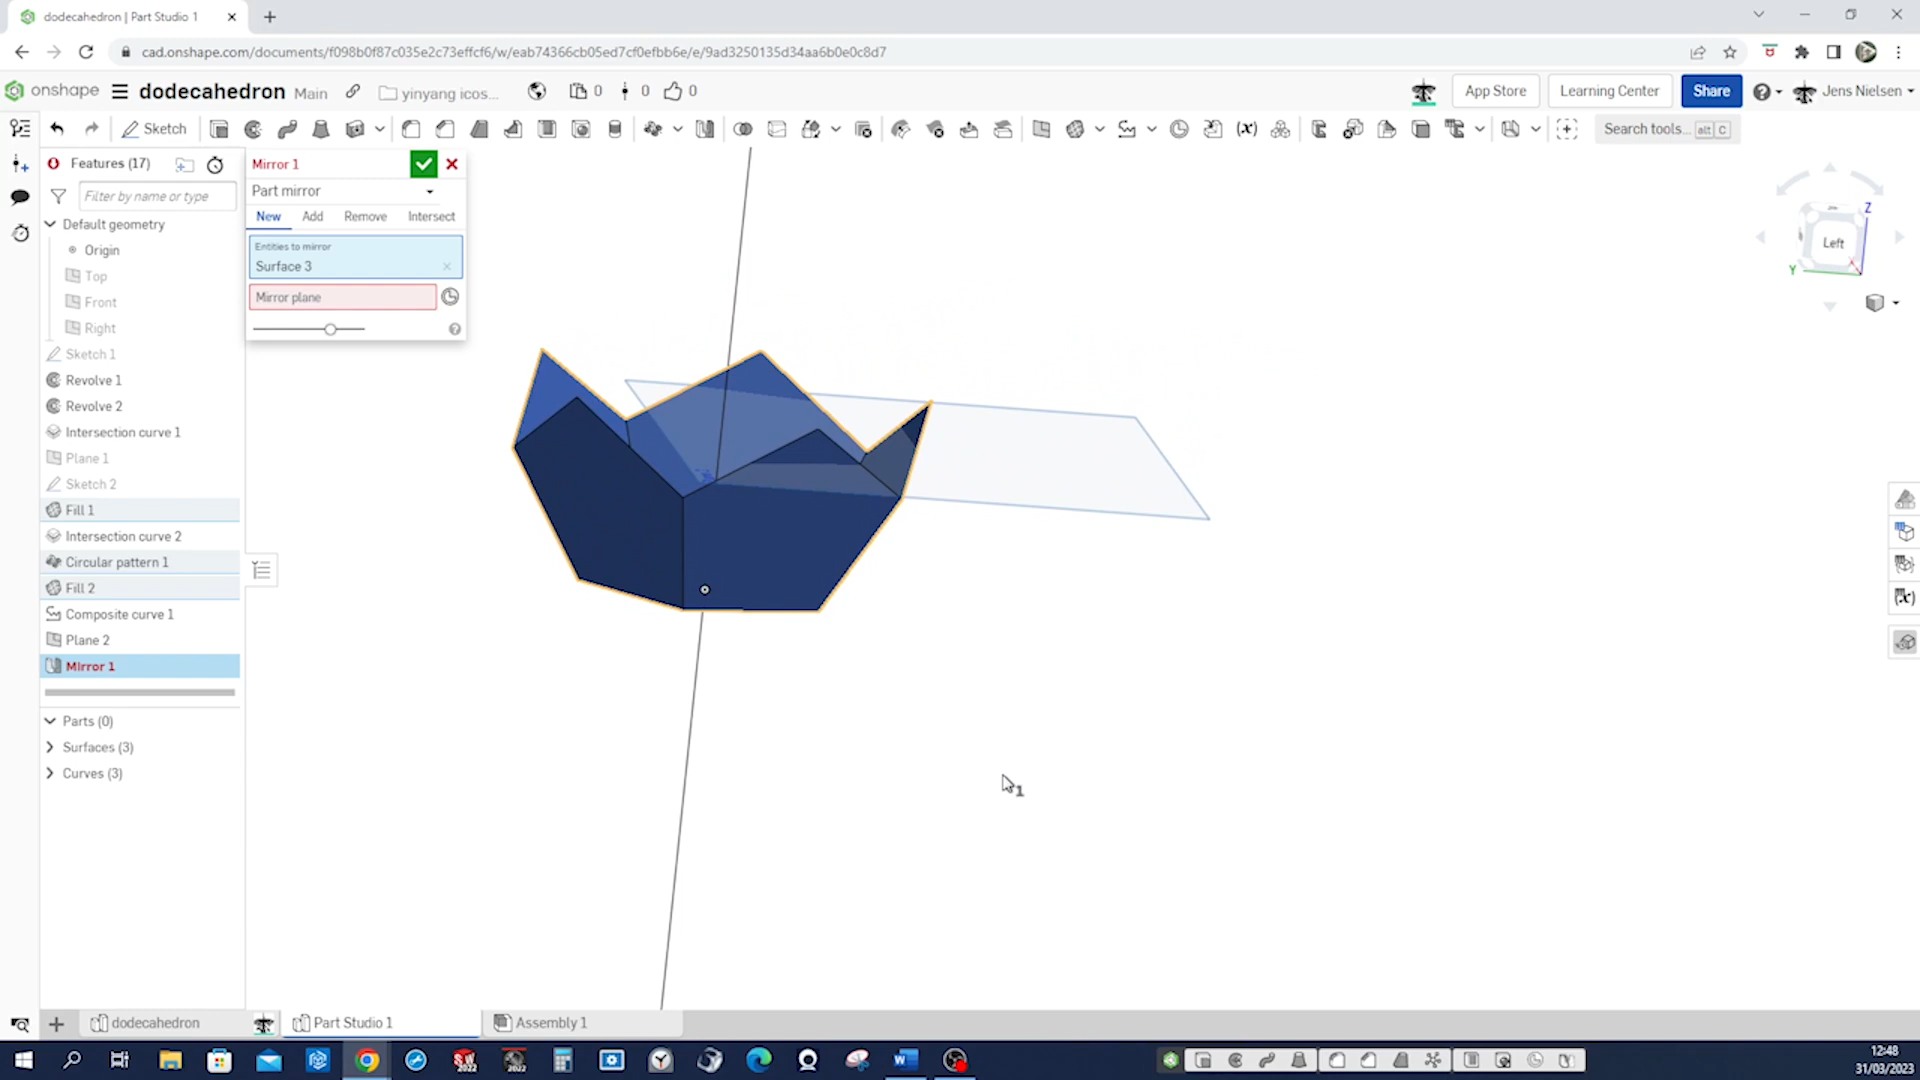 dodecahedron | Part Studio 1
cad.onshape.com/documents/f098b0f87c035e2c73effcf6/w/eab74366cb05ed7cf0efbb6e/e/9ad3250135d34aa6b0e0c8d7
onshape dodecahedron Main yinyang icos... 0 0 0 App Store Learning Center Share Jens Nielsen
Sketch (x) Search tools... alt C
Features (17)
Filter by name or type
Default geometry
Origin
Top
Front
Right
Sketch 1
Revolve 1
Revolve 2
Intersection curve 1
Plane 1
Sketch 2
Fill 1
Intersection curve 2
Circular pattern 1
Fill 2
Composite curve 1
Plane 2
Mirror 1
Parts (0)
Surfaces (3)
Curves (3)
Mirror 1
Part mirror
New Add Remove Intersect
Entities to mirror
Surface 3
Mirror plane
Z
Left
Y
(x)
1
dodecahedron Part Studio 1 Assembly 1
SW 2022
2022
12:48
31/03/2023